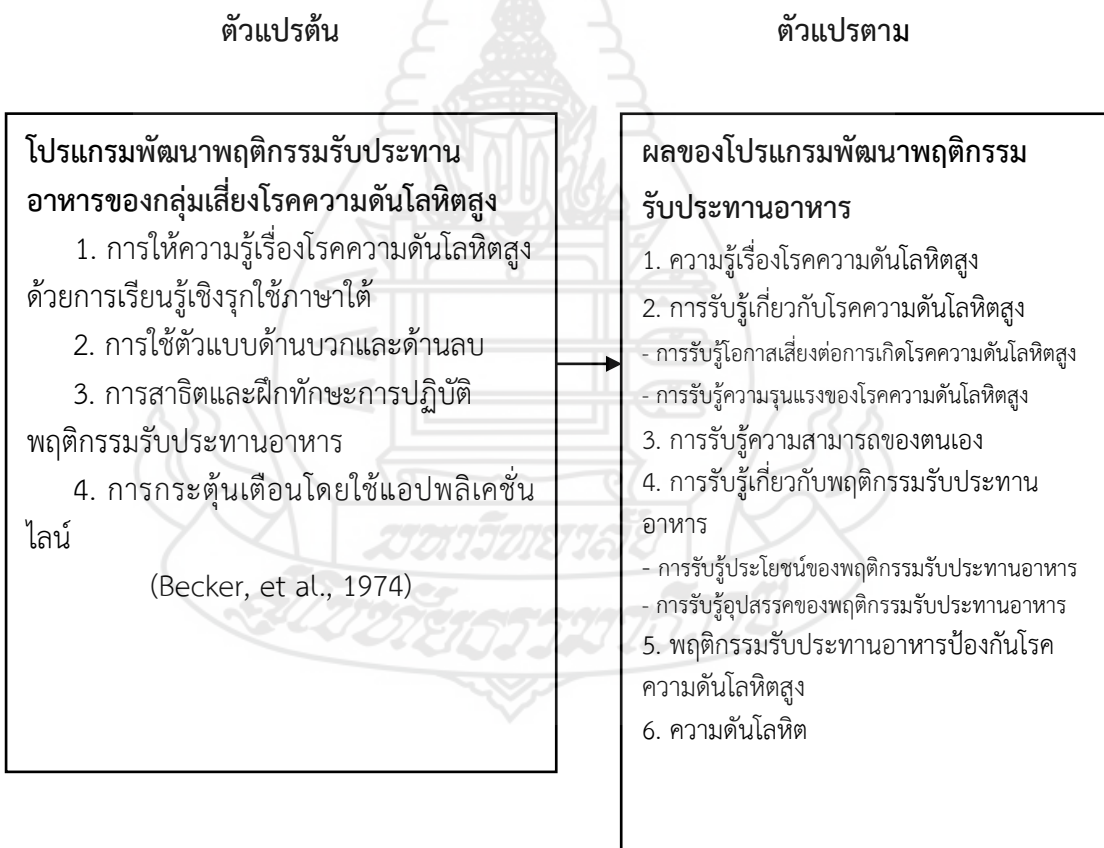 ตัวแปรต้น
ตัวแปรตาม
โปรแกรมพัฒนาพฤติกรรมรับประทาน
อาหารของกลุ่มเสี่ยงโรคความดันโลหิตสูง
1. การให้ความรู้เรื่องโรคความดันโลหิตสูง
ด้วยการเรียนรู้เชิงรุกใช้ภาษาใต้
2. การใช้ตัวแบบด้านบวกและด้านลบ
3. การสาธิตและฝึกทักษะการปฏิบัติ
พฤติกรรมรับประทานอาหาร
4. การกระตุ้นเตือนโดยใช้แอปพลิเคชั่น
ไลน์
(Becker, et al., 1974)
ผลของโปรแกรมพัฒนาพฤติกรรม
รับประทานอาหาร
1. ความรู้เรื่องโรคความดันโลหิตสูง
2. การรับรู้เกี่ยวกับโรคความดันโลหิตสูง
- การรับรู้โอกาสเสี่ยงต่อการเกิดโรคความดันโลหิตสูง
- การรับรู้ความรุนแรงของโรคความดันโลหิตสูง
3. การรับรู้ความสามารถของตนเอง
4. การรับรู้เกี่ยวกับพฤติกรรมรับประทาน
อาหาร
- การรับรู้ประโยชน์ของพฤติกรรมรับประทานอาหาร
- การรับรู้อุปสรรคของพฤติกรรมรับประทานอาหาร
5. พฤติกรรมรับประทานอาหารป้องกันโรค
ความดันโลหิตสูง
6. ความดันโลหิต
มหาวิทยาลัย
สุโขทัยธรรมาธิราช